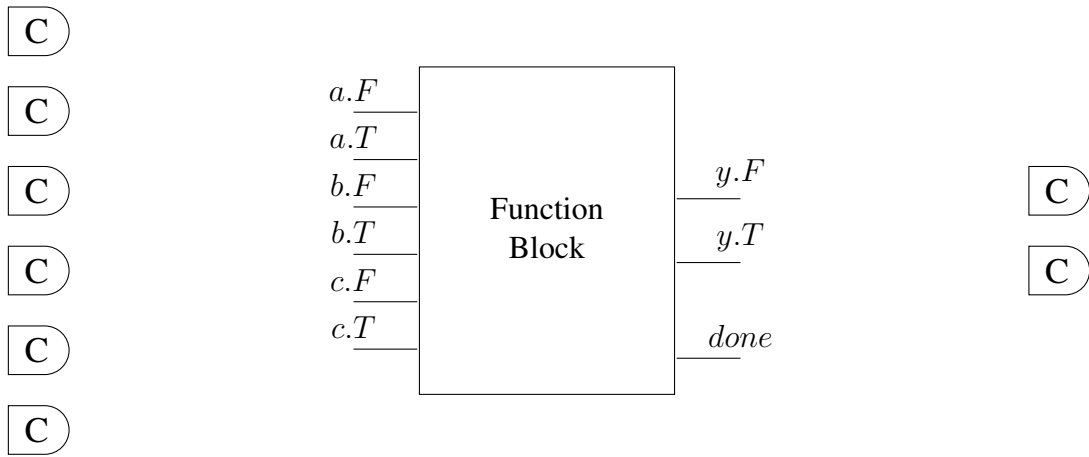 C
C
C
C
C
C
a.F
a.T
b.F
b.T
c.F
c.T
Function
Block
y.F
y.T
done
C
C